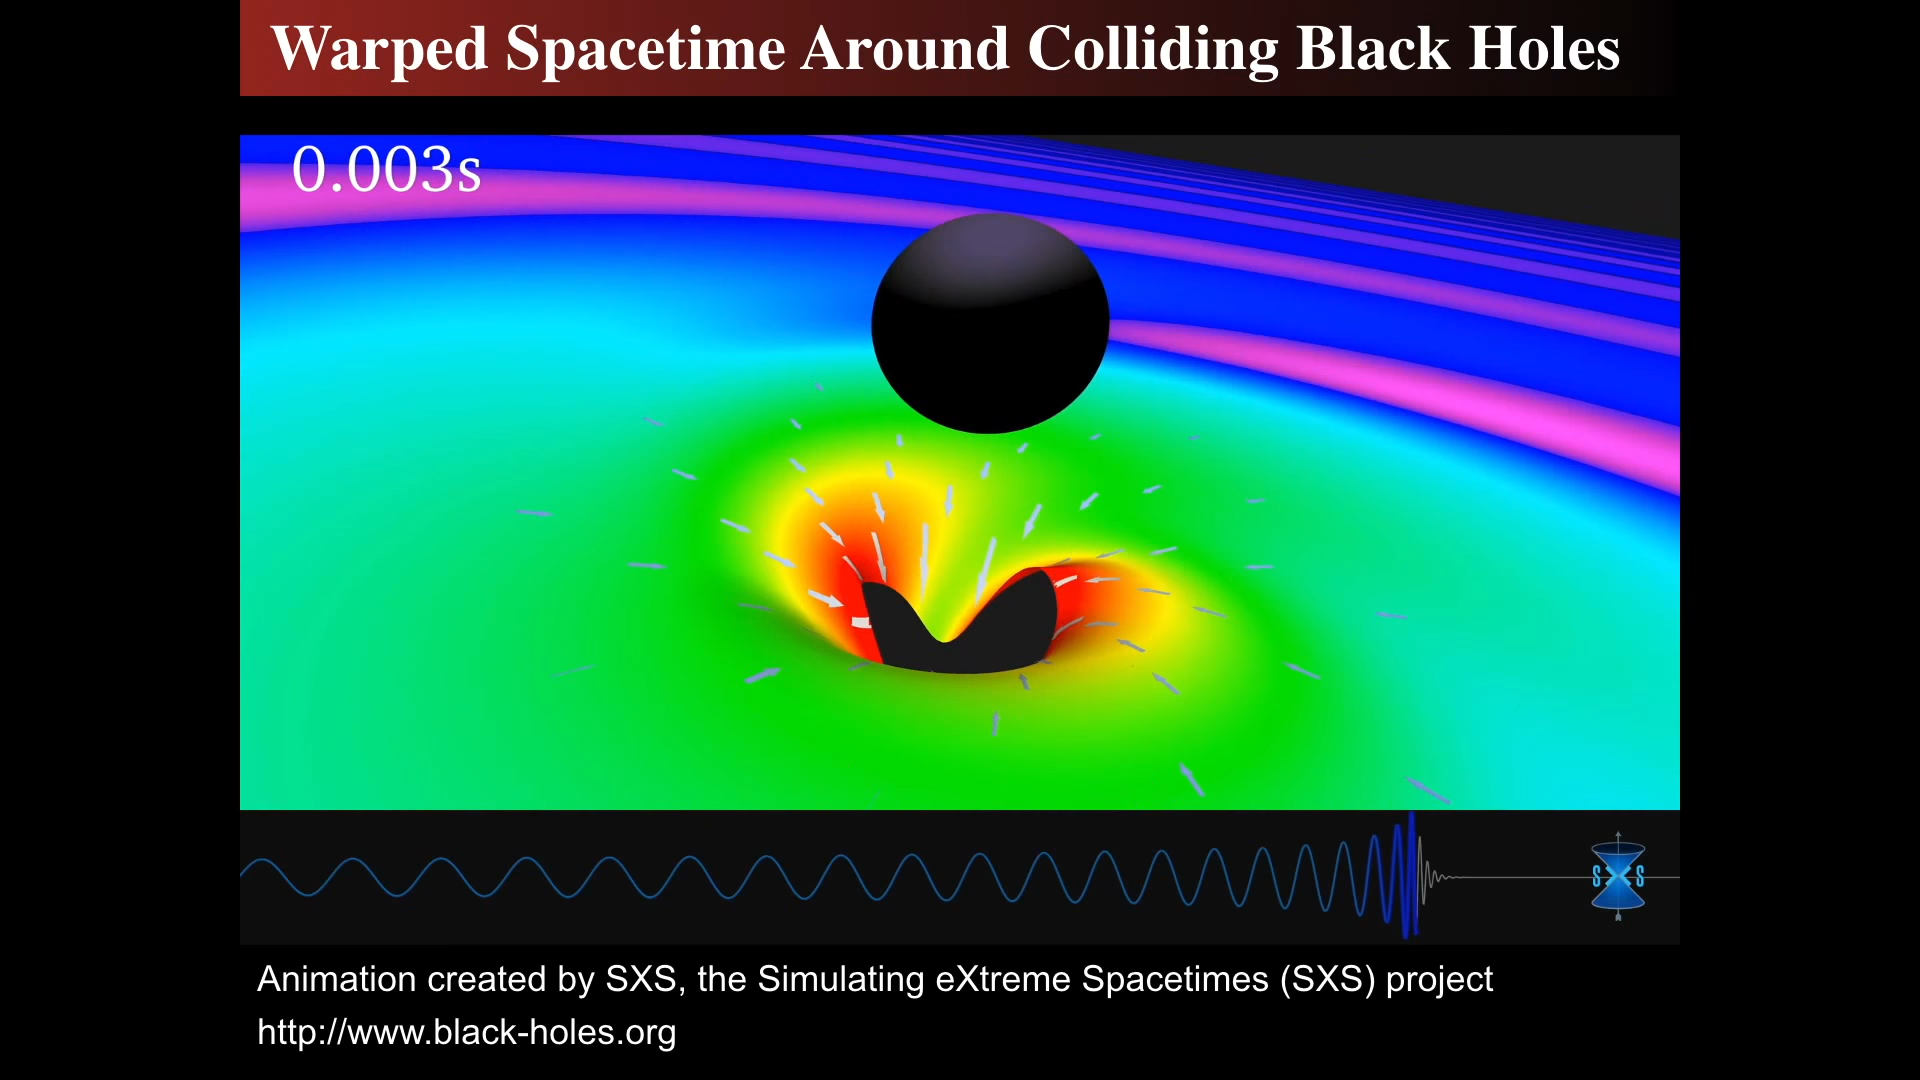 Warped Spacetime Around Colliding Black Holes
0.003s
SXS
Animation created by SXS, the Simulating eXtreme Spacetimes (SXS) project
http://www.black-holes.org